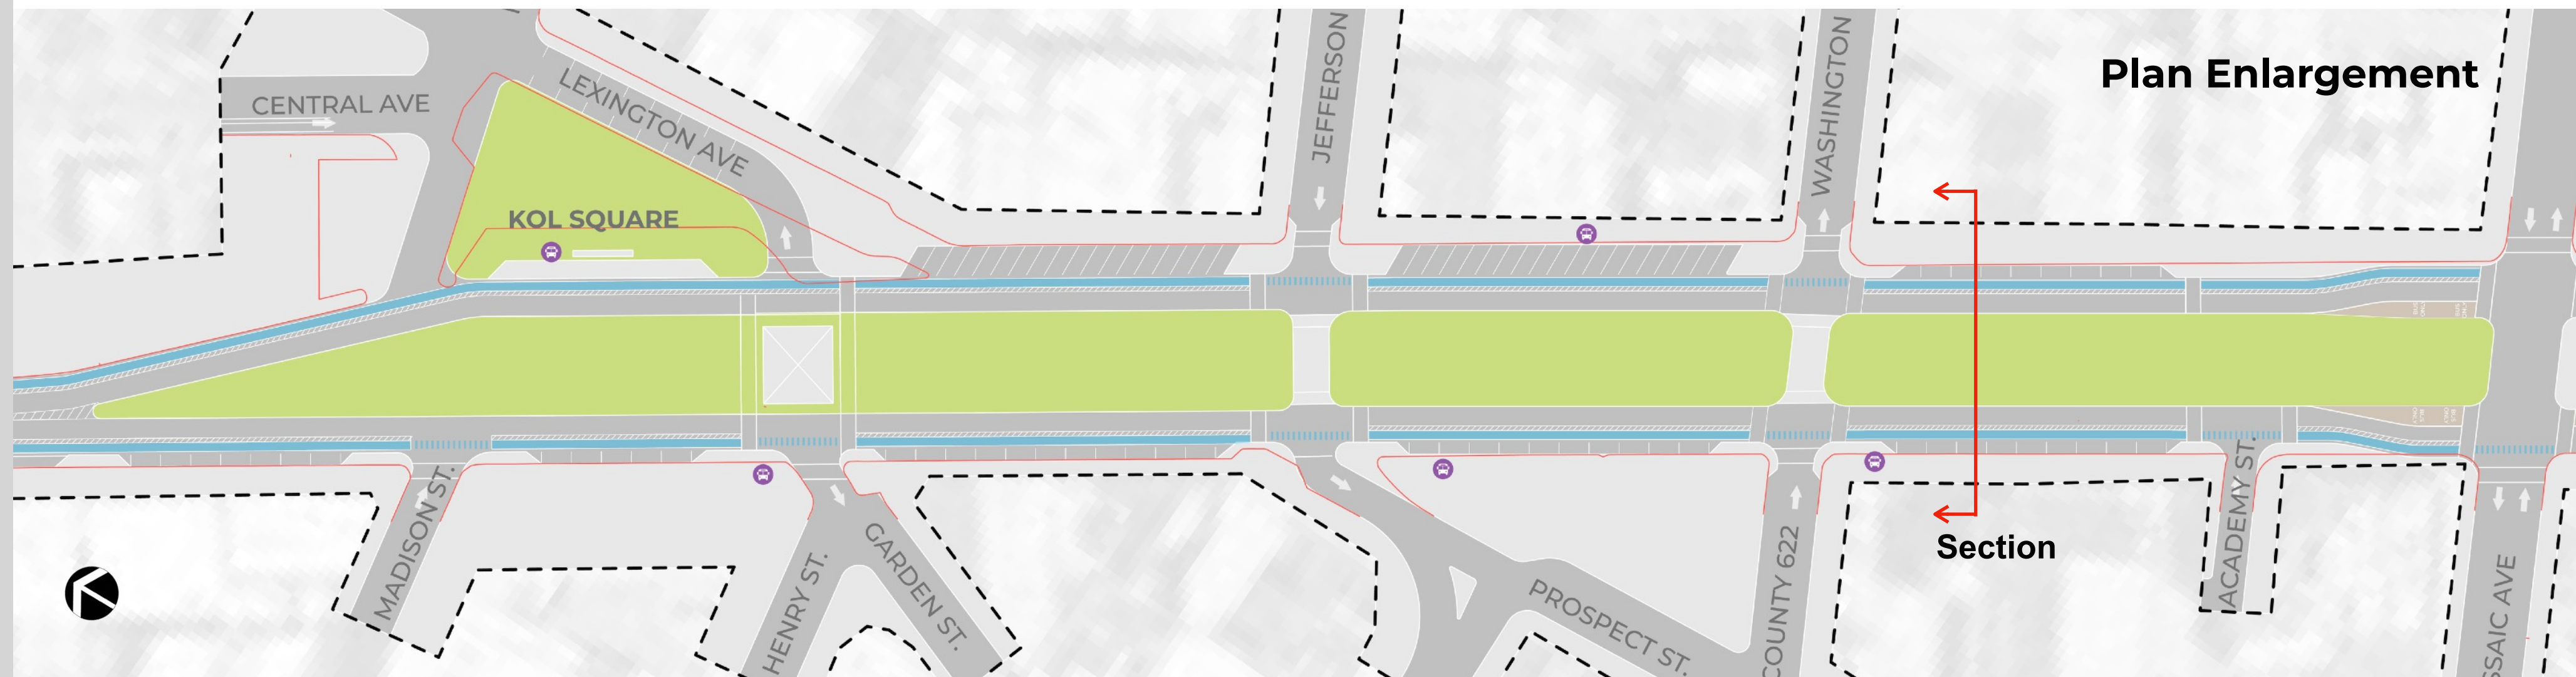 Plan Enlargement
CENTRAL AVE
LEXINGTON AVE
JEFFERSON
WASHINGTON
KOL SQUARE
Section
MADISON ST.
HENRY ST.
GARDEN ST.
PROSPECT ST.
COUNTY 622
ACADEMY ST.
SSAIC AVE